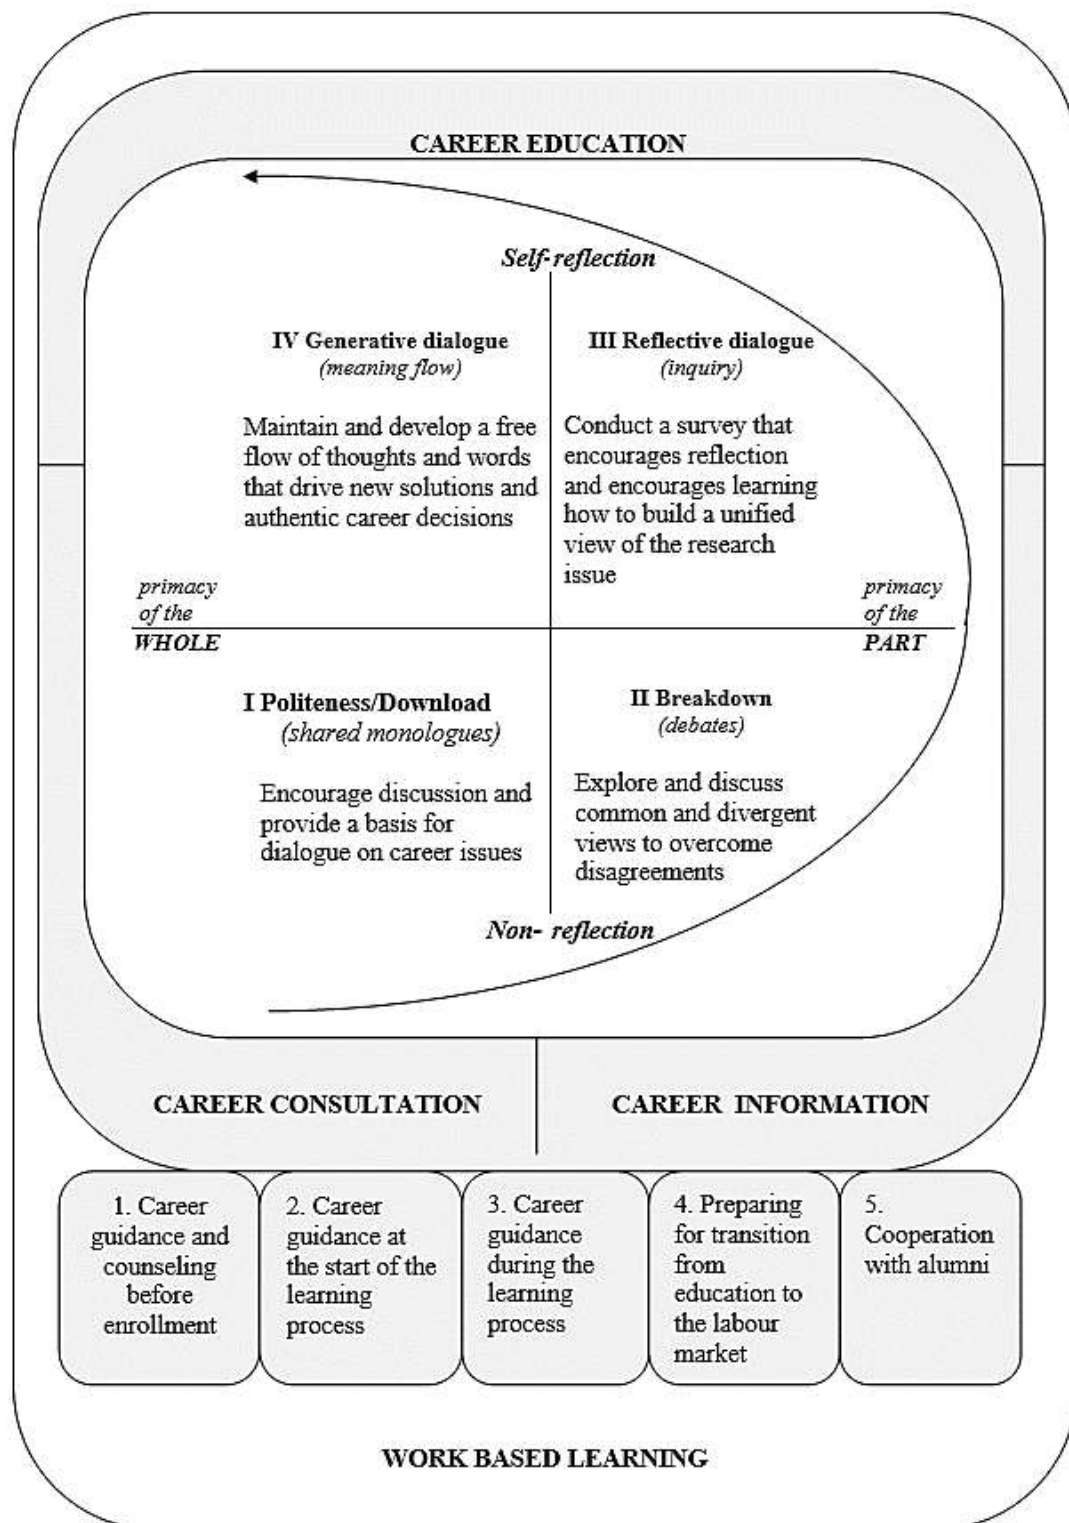 CAREER EDUCATION
Self-reflection
IV Generative dialogue
(meaning flow)
Maintain and develop a free
flow of thoughts and words
that drive new solutions and
authentic career decisions
III Reflective dialogue
(inquiry)
Conduct a survey that
encourages reflection
and encourages learning
how to build a unified
view of the research
issue
primacy
of the
WHOLE
primacy
of the
PART
I Politeness/Download
(shared monologues)
Encourage discussion and
provide a basis for
dialogue on career issues
II Breakdown
(debates)
Explore and discuss
common and divergent
views to overcome
disagreements
Non- reflection
CAREER CONSULTATION
CAREER INFORMATION
1. Career
guidance and
counseling
before
enrollment
2. Career
guidance at
the start of the
learning
process
3. Career
guidance
during the
learning
process
4. Preparing
for transition
from
education to
the labour
market
5.
Cooperation
with alumni
WORK BASED LEARNING